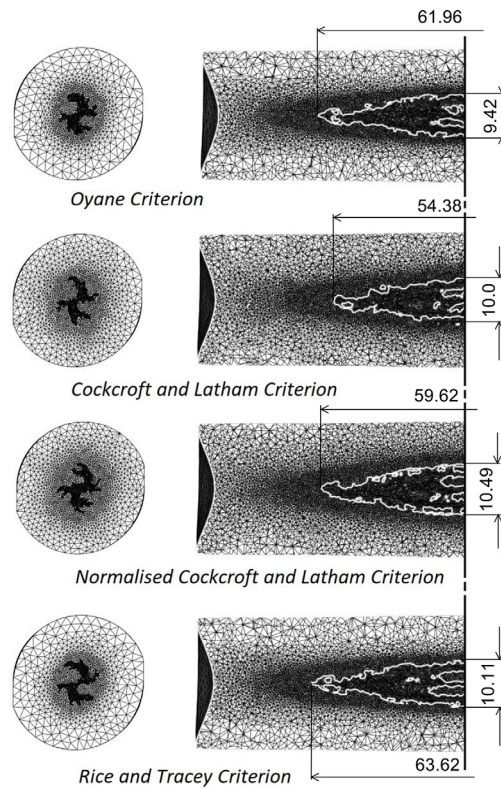 61.96
9.42
Oyane Criterion
54.38
10.0
Cockcroft and Latham Criterion
59.62
10.49
Normalised Cockcroft and Latham Criterion
10.11
Rice and Tracey Criterion
63.62